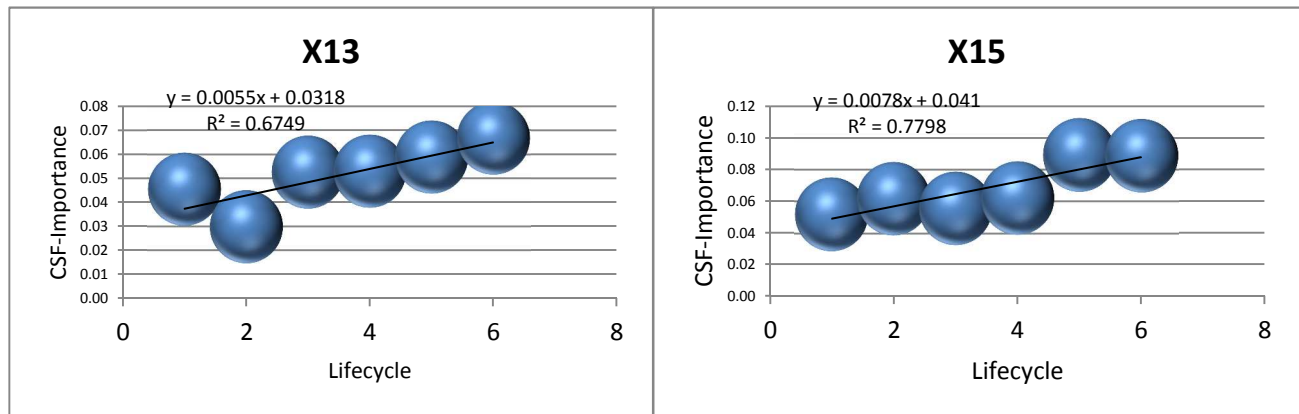 X13
y = 0.0055x + 0.0318
R² = 0.6749
0.08
0.07
0.06
0.05
0.04
0.03
0.02
0.01
0.00
CSF-Importance
0 2 4 6 8
Lifecycle
X15
y = 0.0078x + 0.041
R² = 0.7798
0.12
0.10
0.08
0.06
0.04
0.02
0.00
CSF-Importance
0 2 4 6 8
Lifecycle